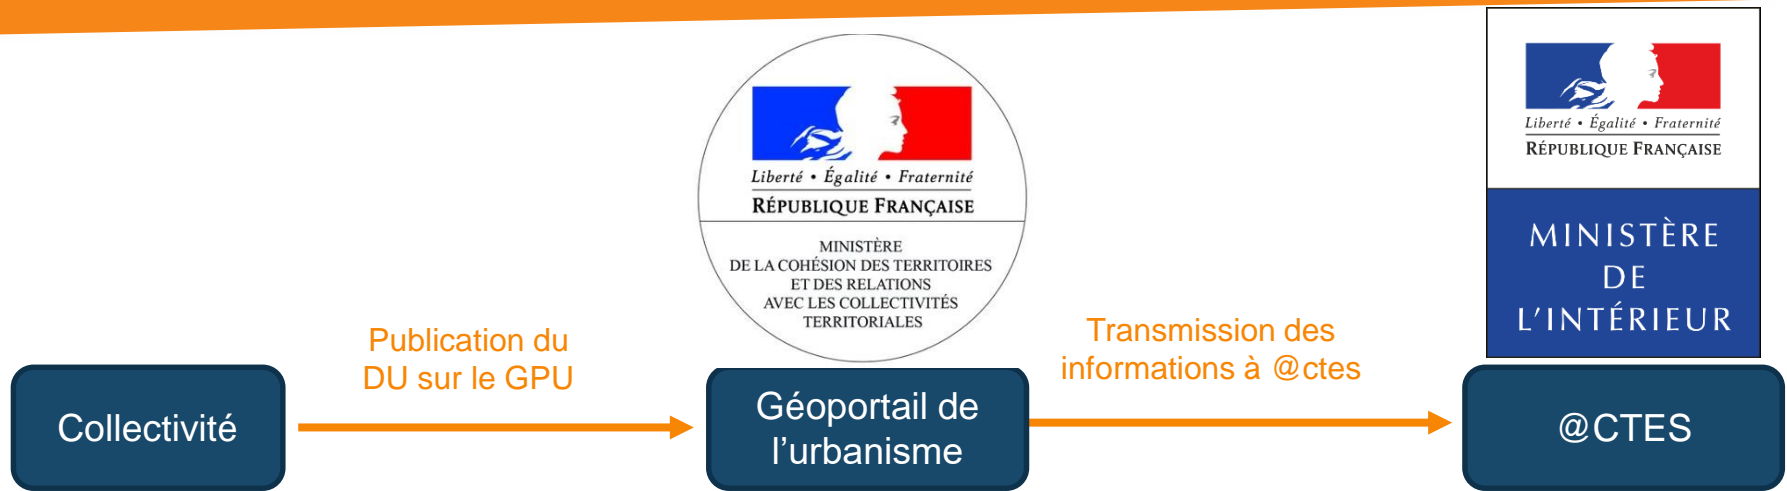 Liberté • Égalité • Fraternité
RÉPUBLIQUE FRANÇAISE
MINISTÈRE
DE LA COHÉSION DES TERRITOIRES
ET DES RELATIONS
AVEC LES COLLECTIVITÉS
TERRITORIALES
Liberté • Égalité • Fraternité
RÉPUBLIQUE FRANÇAISE
MINISTÈRE
DE
L'INTÉRIEUR
Collectivité
Publication du
DU sur le GPU
Géoportail de
l’urbanisme
Transmission des
informations à @ctes
@CTES